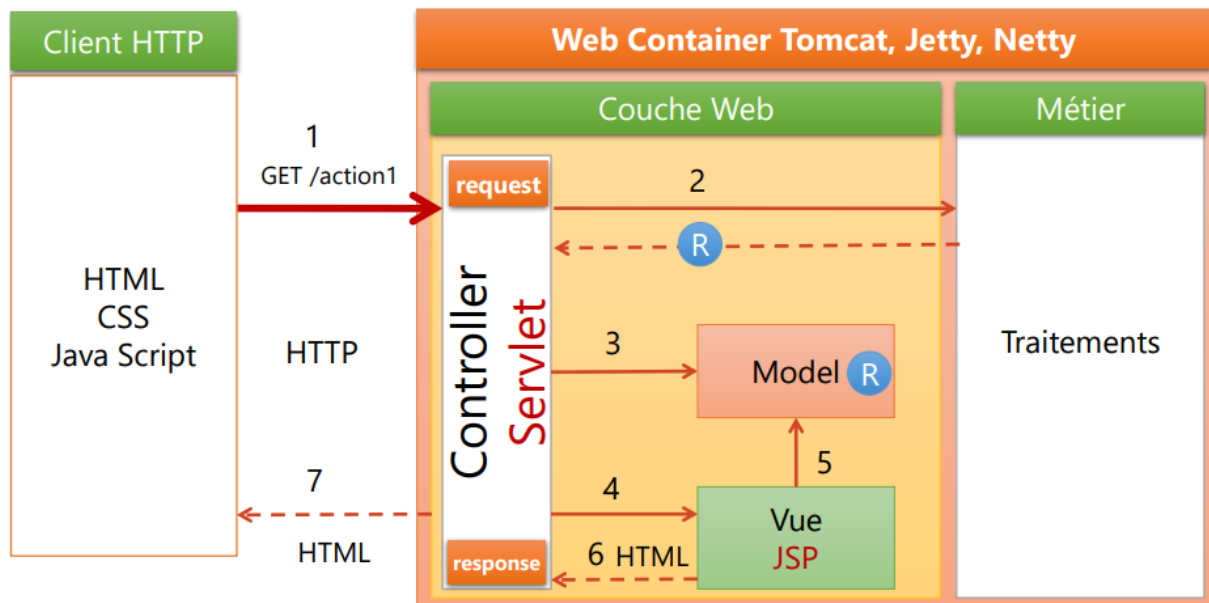 Client HTTP
Web Container Tomcat, Jetty, Netty
Couche Web
Métier
1
GET /action1
request
2
R
HTML
CSS
Java Script
HTTP
Controller
Servlet
3
Model R
Traitements
5
7
HTML
4
Vue
JSP
6 HTML
response